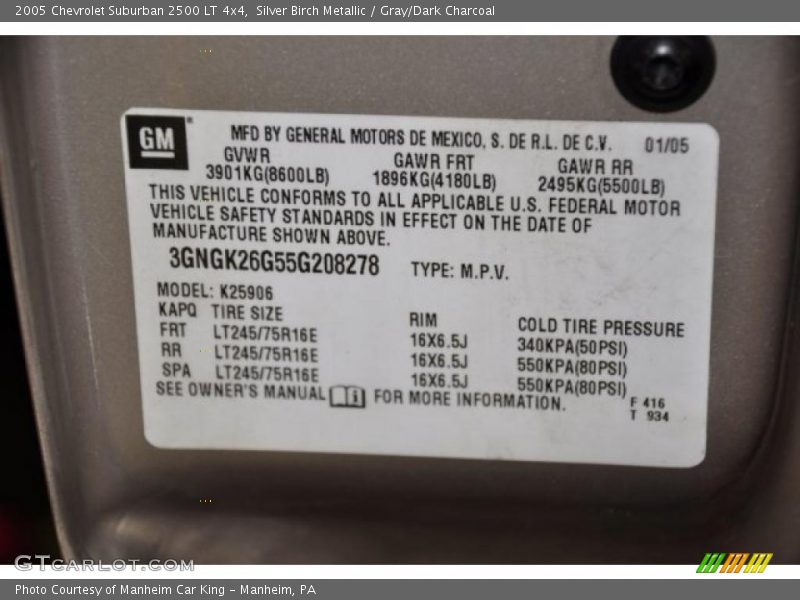 2005 Chevrolet Suburban 2500 LT 4x4,  Silver Birch Metallic / Gray/Dark Charcoal
GM MFD BY GENERAL MOTORS DE MEXICO, S. DE R.L. DE C.V. 01/05
GVWR GAWR FRT GAWR RR
3901KG(8600LB) 1896KG(4180LB) 2495KG(5500LB)
THIS VEHICLE CONFORMS TO ALL APPLICABLE U.S. FEDERAL MOTOR
VEHICLE SAFETY STANDARDS IN EFFECT ON THE DATE OF
MANUFACTURE SHOWN ABOVE.
3GNGK26G55G208278 TYPE: M.P.V.
MODEL: K25906
KAPQ TIRE SIZE RIM COLD TIRE PRESSURE
FRT LT245/75R16E 16X6.5J 340KPA(50PSI)
RR LT245/75R16E 16X6.5J 550KPA(80PSI)
SPA LT245/75R16E 16X6.5J 550KPA(80PSI)
SEE OWNER'S MANUAL FOR MORE INFORMATION.
F 416
T 934
GTcarlot.com
Photo Courtesy of Manheim Car King - Manheim, PA